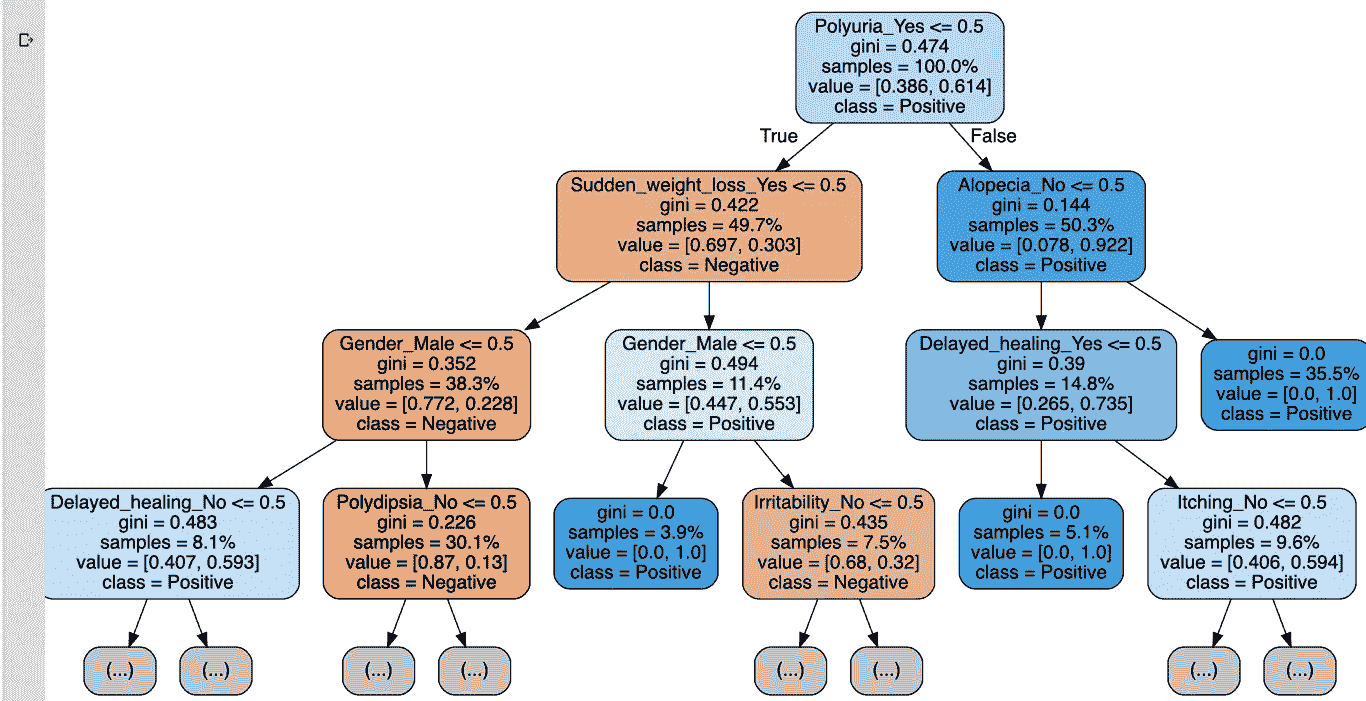 Polyuria_Yes <= 0.5
gini = 0.474
samples = 100.0%
value = [0.386, 0.614]
class = Positive
True
False
Sudden_weight_loss_Yes <= 0.5
gini = 0.422
samples = 49.7%
value = [0.697, 0.303]
class = Negative
Alopecia_No <= 0.5
gini = 0.144
samples = 50.3%
value = [0.078, 0.922]
class = Positive
Gender_Male <= 0.5
gini = 0.352
samples = 38.3%
value = [0.772, 0.228]
class = Negative
Gender_Male <= 0.5
gini = 0.494
samples = 11.4%
value = [0.447, 0.553]
class = Positive
Delayed_healing_Yes <= 0.5
gini = 0.39
samples = 14.8%
value = [0.265, 0.735]
class = Positive
gini = 0.0
samples = 35.5%
value = [0.0, 1.0]
class = Positive
Delayed_healing_No <= 0.5
gini = 0.483
samples = 8.1%
value = [0.407, 0.593]
class = Positive
Polydipsia_No <= 0.5
gini = 0.226
samples = 30.1%
value = [0.87, 0.13]
class = Negative
gini = 0.0
samples = 3.9%
value = [0.0, 1.0]
class = Positive
Irritability_No <= 0.5
gini = 0.435
samples = 7.5%
value = [0.68, 0.32]
class = Negative
gini = 0.0
samples = 5.1%
value = [0.0, 1.0]
class = Positive
Itching_No <= 0.5
gini = 0.482
samples = 9.6%
value = [0.406, 0.594]
class = Positive
(...)
(...)
(...)
(...)
(...)
(...)
(...)
(...)